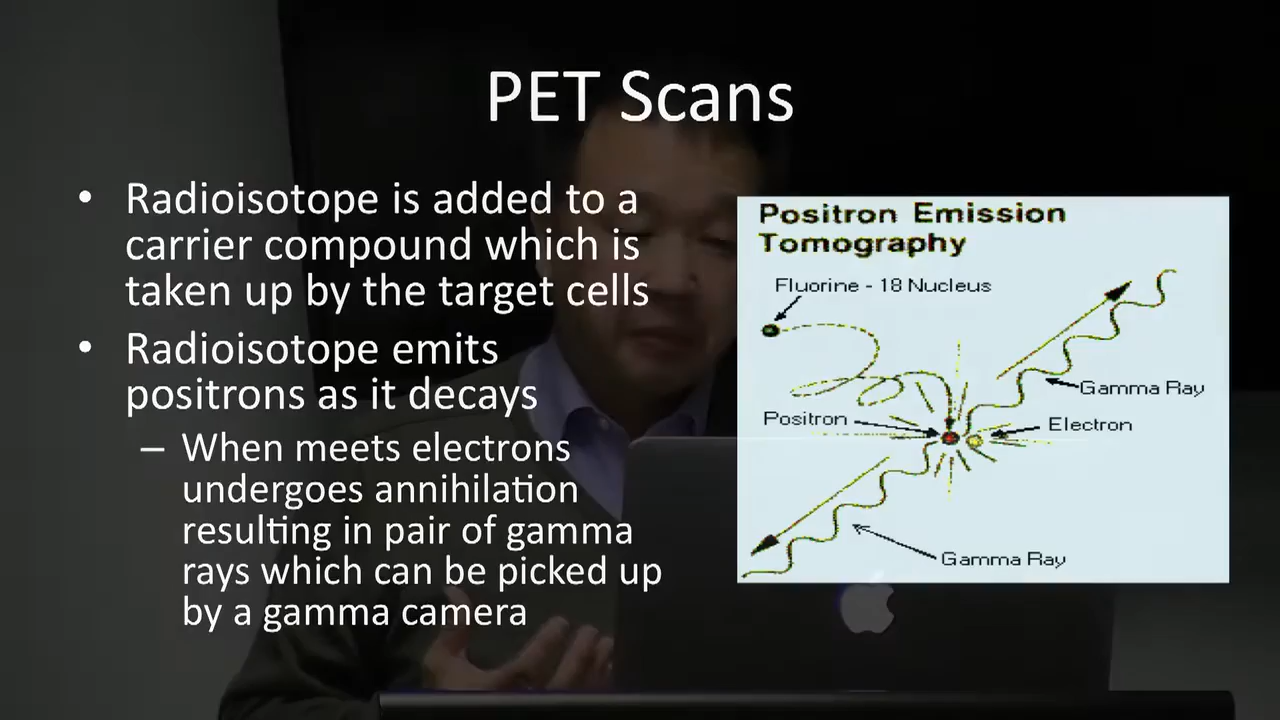 PET Scans
• Radioisotope is added to a
carrier compound which is
taken up by the target cells
• Radioisotope emits
positrons as it decays
– When meets electrons
undergoes annihilation
resulting in pair of gamma
rays which can be picked up
by a gamma camera
Positron Emission
Tomography
Fluorine - 18 Nucleus
Gamma Ray
Positron
Electron
Gamma Ray